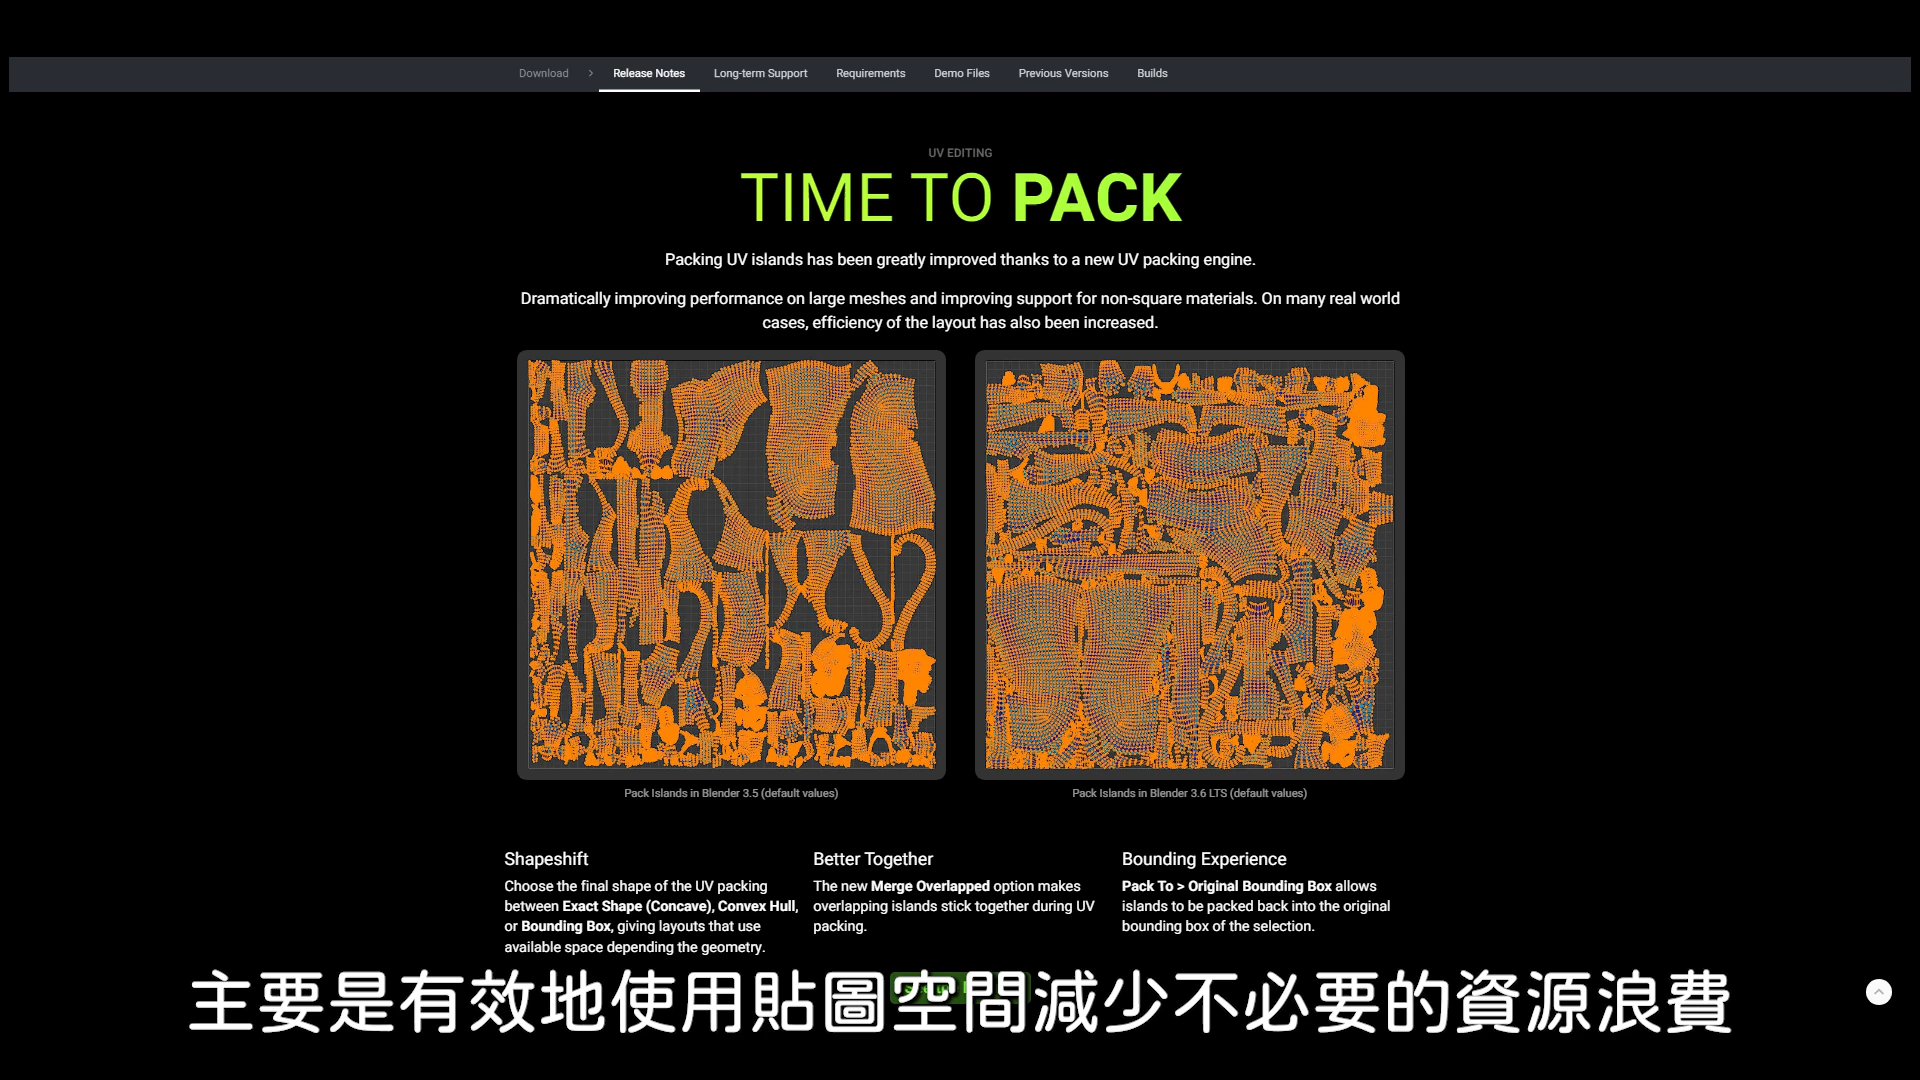 Download
Release Notes
Long-term Support
Requirements
Demo Files
Previous Versions
Builds
UV EDITING
TIME TO PACK
Packing UV islands has been greatly improved thanks to a new UV packing engine.
Dramatically improving performance on large meshes and improving support for non-square materials. On many real world
cases, efficiency of the layout has also been increased.
Pack Islands in Blender 3.5 (default values)
Pack Islands in Blender 3.6 LTS (default values)
Shapeshift
Choose the final shape of the UV packing
between Exact Shape (Concave), Convex Hull,
or Bounding Box, giving layouts that use
available space depending the geometry.
Better Together
The new Merge Overlapped option makes
overlapping islands stick together during UV
packing.
Bounding Experience
Pack To > Original Bounding Box allows
islands to be packed back into the original
bounding box of the selection.
主要是有效地使用貼圖空間減少不必要的資源浪費